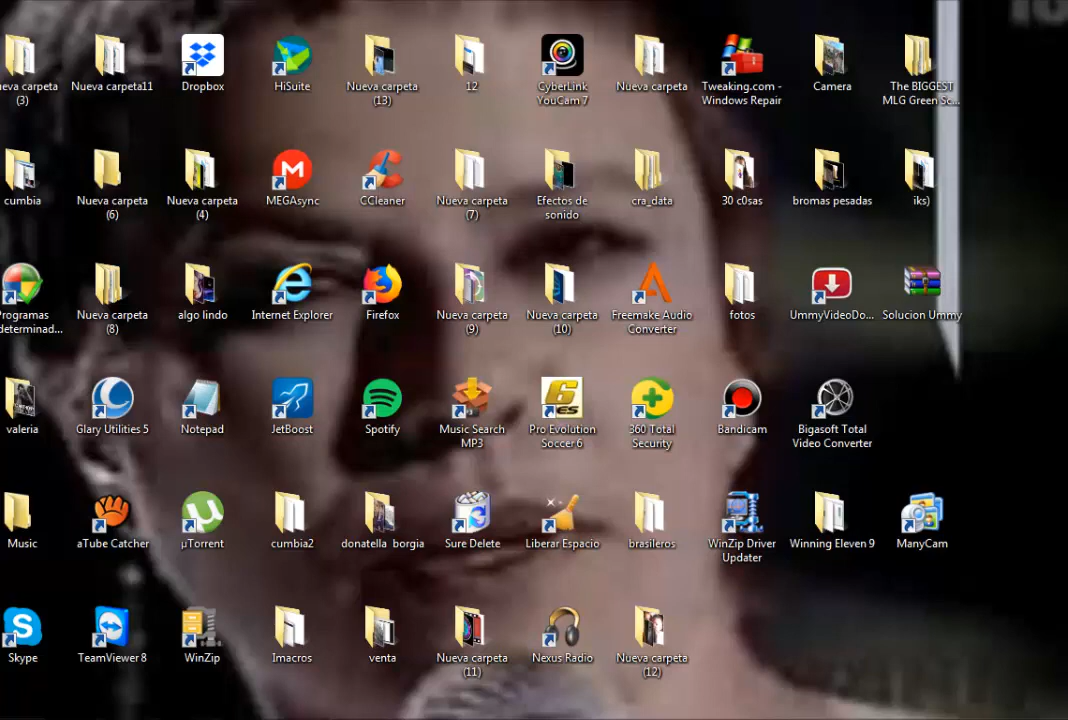 ueva carpeta
(3)
Nueva carpeta11
Dropbox
HiSuite
Nueva carpeta
(13)
12
CyberLink
YouCam 7
Nueva carpeta
Tweaking.com -
Windows Repair
Camera
The BIGGEST
MLG Green Sc...
cumbia
Nueva carpeta
(6)
Nueva carpeta
(4)
MEGAsync
CCleaner
Nueva carpeta
(7)
Efectos de
sonido
cra_data
30 c0sas
bromas pesadas
iks)
Programas
determinad...
Nueva carpeta
(8)
algo lindo
Internet Explorer
Firefox
Nueva carpeta
(9)
Nueva carpeta
(10)
Freemake Audio
Converter
fotos
UmmyVideoDo...
Solucion Ummy
valeria
Glary Utilities 5
Notepad
JetBoost
Spotify
Music Search
MP3
Pro Evolution
Soccer 6
360 Total
Security
Bandicam
Bigasoft Total
Video Converter
Music
aTube Catcher
µTorrent
cumbia2
donatella borgia
Sure Delete
Liberar Espacio
brasileros
WinZip Driver
Updater
Winning Eleven 9
ManyCam
Skype
TeamViewer 8
WinZip
Imacros
venta
Nueva carpeta
(11)
Nexus Radio
Nueva carpeta
(12)